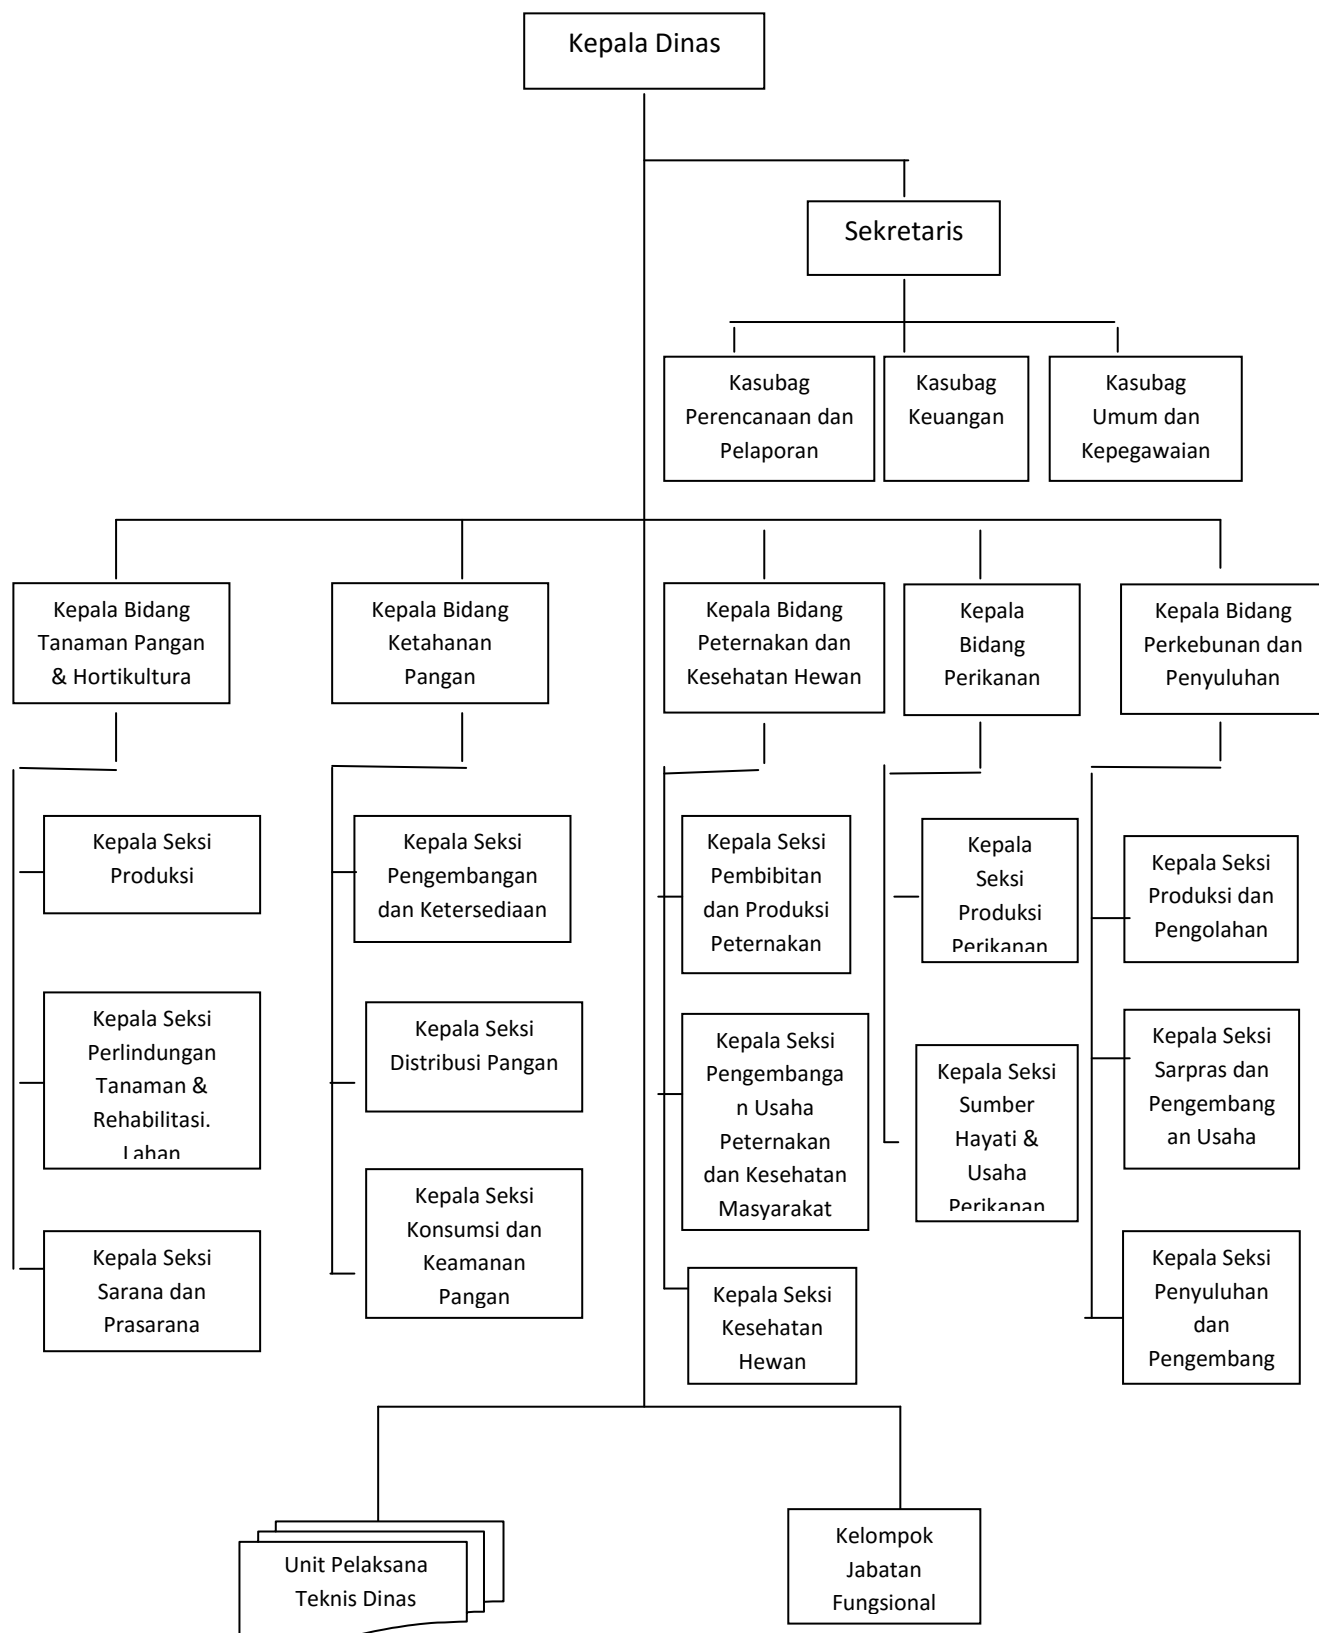 Kepala Dinas
Sekretaris
Kasubag
Perencanaan dan
Pelaporan
Kasubag
Keuangan
Kasubag
Umum dan
Kepegawaian
Kepala Bidang
Tanaman Pangan
& Hortikultura
Kepala Bidang
Ketahanan
Pangan
Kepala Bidang
Peternakan dan
Kesehatan Hewan
Kepala
Bidang
Perikanan
Kepala Bidang
Perkebunan dan
Penyuluhan
Kepala Seksi
Produksi
Kepala Seksi
Perlindungan
Tanaman &
Rehabilitasi.
Lahan
Kepala Seksi
Sarana dan
Prasarana
Kepala Seksi
Pengembangan
dan Ketersediaan
Kepala Seksi
Distribusi Pangan
Kepala Seksi
Konsumsi dan
Keamanan
Pangan
Kepala Seksi
Pembibitan
dan Produksi
Peternakan
Kepala Seksi
Pengembanga
n Usaha
Peternakan
dan Kesehatan
Masyarakat
Kepala Seksi
Kesehatan
Hewan
Kepala
Seksi
Produksi
Perikanan
Kepala Seksi
Sumber
Hayati &
Usaha
Perikanan
Kepala Seksi
Produksi dan
Pengolahan
Kepala Seksi
Sarpras dan
Pengembang
an Usaha
Kepala Seksi
Penyuluhan
dan
Pengembang
Unit Pelaksana
Teknis Dinas
Kelompok
Jabatan
Fungsional